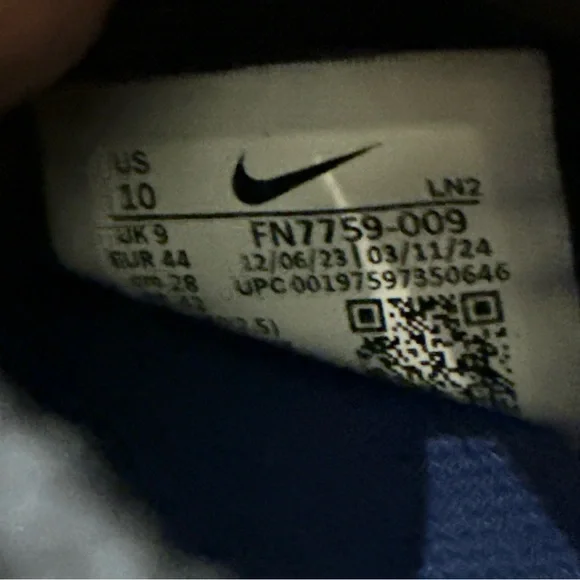 US
10
LN2
UK 9
FN7759-009
EUR 44
12/06/23 | 03/11/24
cm 28
UPC 00197597350646